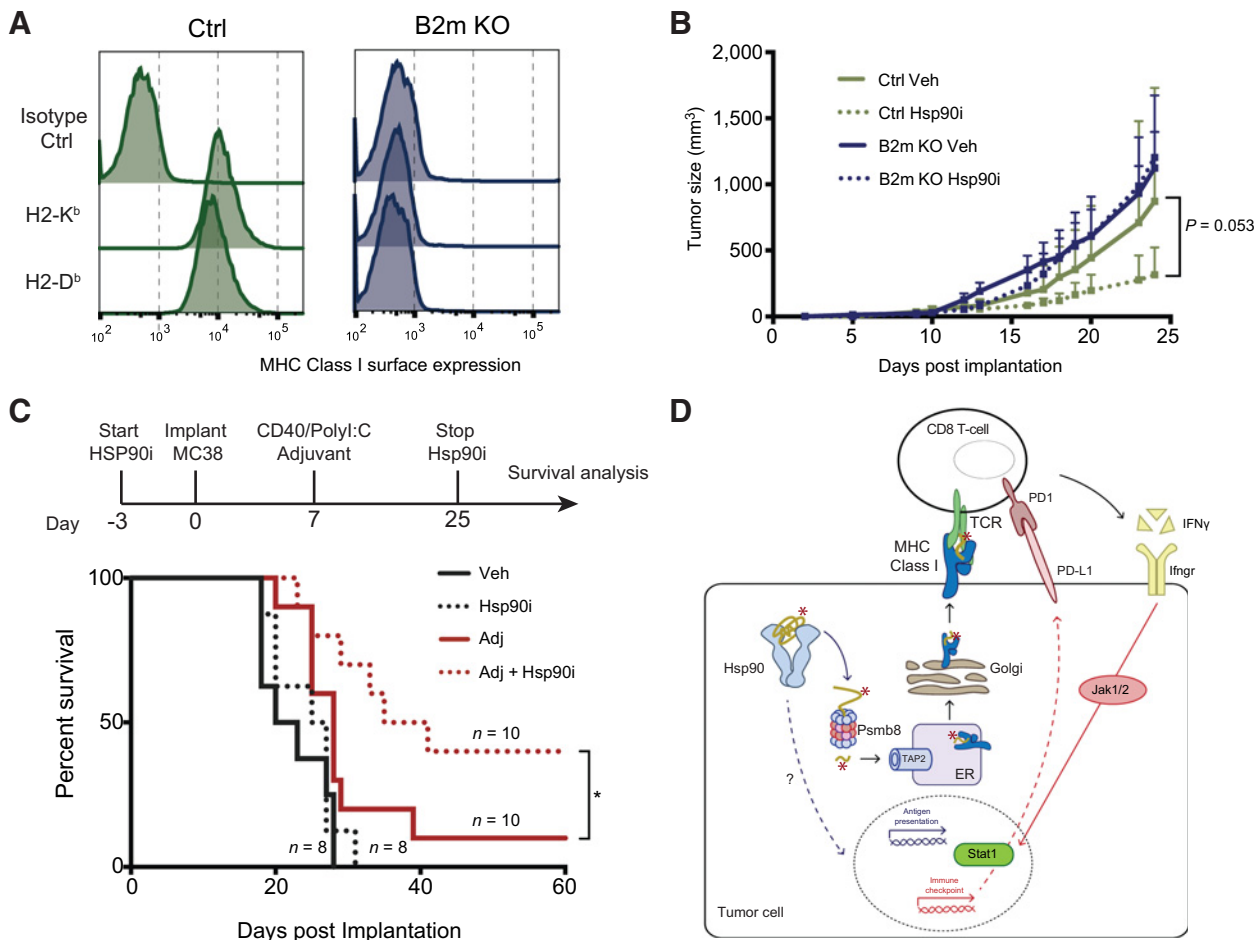 A
Ctrl
B2m KO
Isotype
Ctrl
H2-Kᵇ
H2-Dᵇ
10² 10³ 10⁴ 10⁵
10² 10³ 10⁴ 10⁵
MHC Class I surface expression
B
2,000
1,500
1,000
500
0
Tumor size (mm³)
Ctrl Veh
Ctrl Hsp90i
B2m KO Veh
B2m KO Hsp90i
P = 0.053
0 5 10 15 20 25
Days post implantation
C
Start
HSP90i
Implant
MC38
CD40/PolyI:C
Adjuvant
Stop
Hsp90i
Survival analysis
Day -3 0 7 25
100
50
0
Percent survival
Veh
Hsp90i
Adj
Adj + Hsp90i
n = 10
*
n = 10
n = 8
n = 8
0 20 40 60
Days post Implantation
D
CD8 T-cell
PD1
TCR
IFNγ
*
MHC
Class I
PD-L1
Ifngr
*
Hsp90
*
Golgi
*
Jak1/2
Psmb8
*
TAP2
*
ER
?
Antigen
presentation
Stat1
Immune
checkpoint
Tumor cell